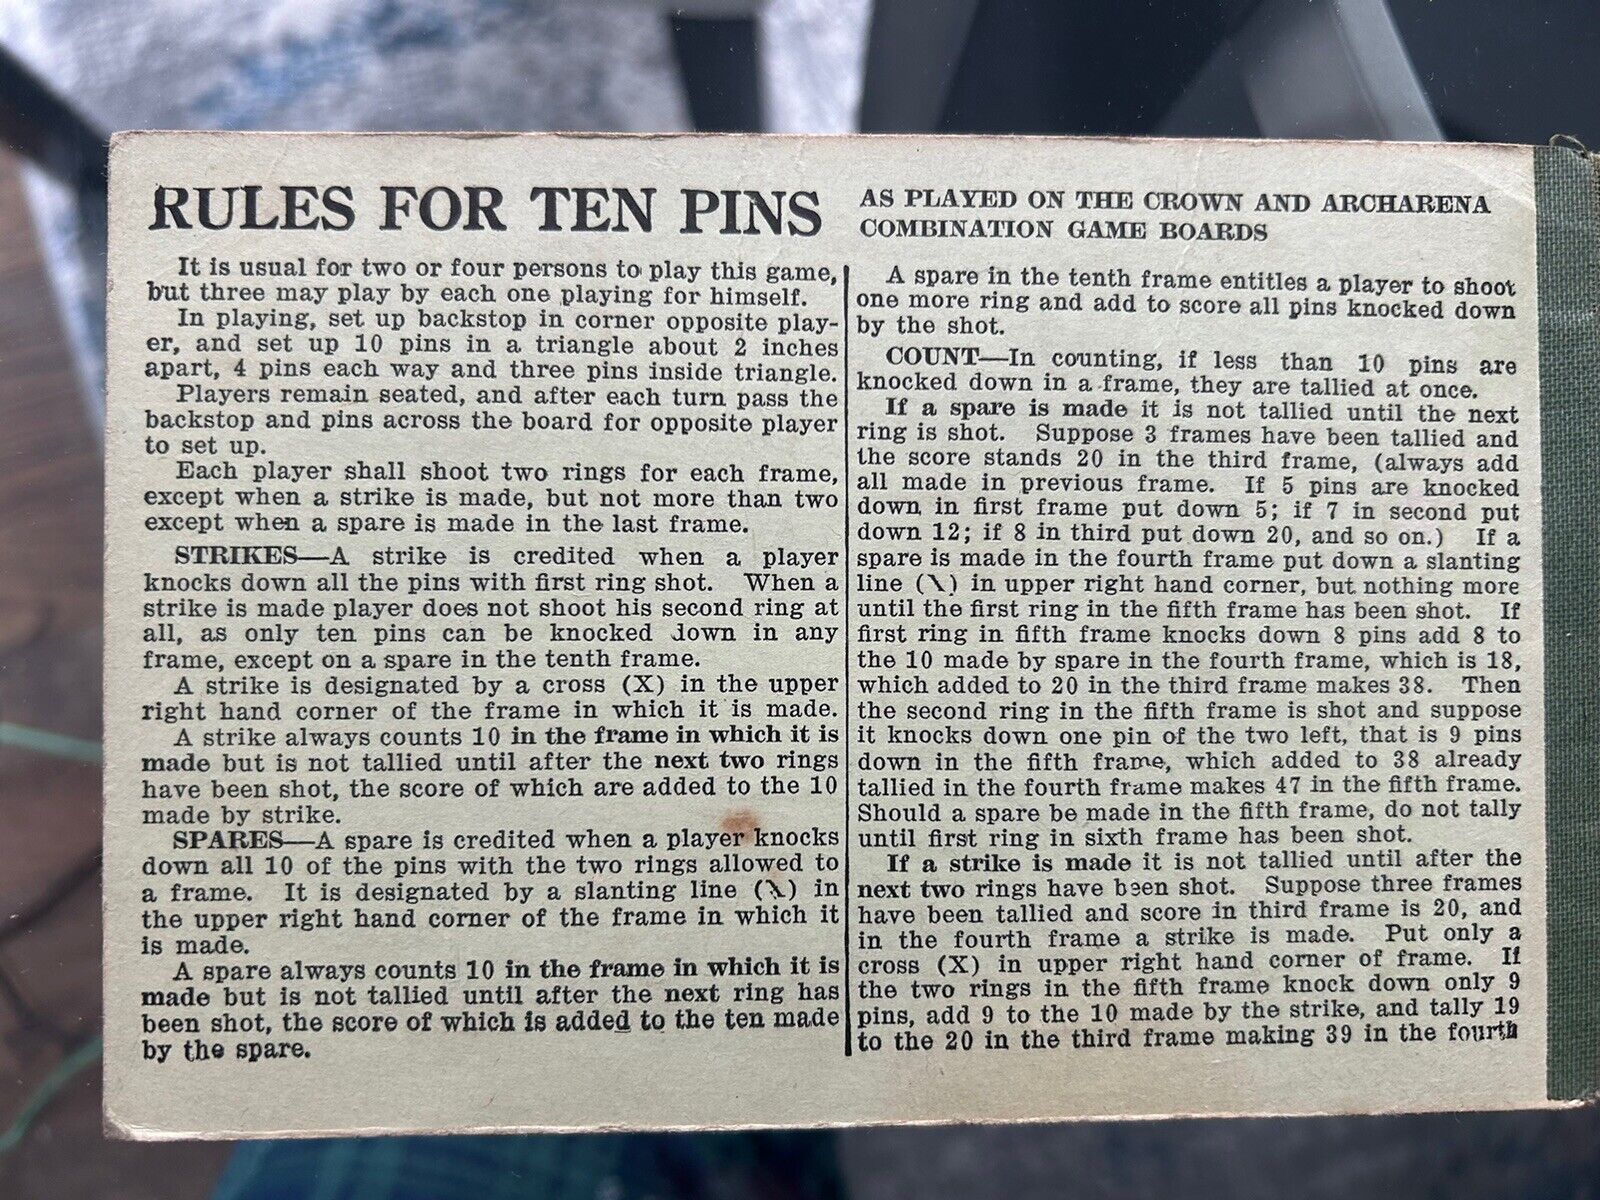 RULES FOR TEN PINS
AS PLAYED ON THE CROWN AND ARCHARENA
COMBINATION GAME BOARDS
It is usual for two or four persons to play this game,
but three may play by each one playing for himself.
In playing, set up backstop in corner opposite play-
er, and set up 10 pins in a triangle about 2 inches
apart, 4 pins each way and three pins inside triangle.
Players remain seated, and after each turn pass the
backstop and pins across the board for opposite player
to set up.
Each player shall shoot two rings for each frame,
except when a strike is made, but not more than two
except when a spare is made in the last frame.
STRIKES—A strike is credited when a player
knocks down all the pins with first ring shot. When a
strike is made player does not shoot his second ring at
all, as only ten pins can be knocked down in any
frame, except on a spare in the tenth frame.
A strike is designated by a cross (X) in the upper
right hand corner of the frame in which it is made.
A strike always counts 10 in the frame in which it is
made but is not tallied until after the next two rings
have been shot, the score of which are added to the 10
made by strike.
SPARES—A spare is credited when a player knocks
down all 10 of the pins with the two rings allowed to
a frame. It is designated by a slanting line (\) in
the upper right hand corner of the frame in which it
is made.
A spare always counts 10 in the frame in which it is
made but is not tallied until after the next ring has
been shot, the score of which is added to the ten made
by the spare.
A spare in the tenth frame entitles a player to shoot
one more ring and add to score all pins knocked down
by the shot.
COUNT—In counting, if less than 10 pins are
knocked down in a frame, they are tallied at once.
If a spare is made it is not tallied until the next
ring is shot. Suppose 3 frames have been tallied and
the score stands 20 in the third frame, (always add
all made in previous frame. If 5 pins are knocked
down in first frame put down 5; if 7 in second put
down 12; if 8 in third put down 20, and so on.) If a
spare is made in the fourth frame put down a slanting
line (\) in upper right hand corner, but nothing more
until the first ring in the fifth frame has been shot. If
first ring in fifth frame knocks down 8 pins add 8 to
the 10 made by spare in the fourth frame, which is 18,
which added to 20 in the third frame makes 38. Then
the second ring in the fifth frame is shot and suppose
it knocks down one pin of the two left, that is 9 pins
down in the fifth frame, which added to 38 already
tallied in the fourth frame makes 47 in the fifth frame.
Should a spare be made in the fifth frame, do not tally
until first ring in sixth frame has been shot.
If a strike is made it is not tallied until after the
next two rings have been shot. Suppose three frames
have been tallied and score in third frame is 20, and
in the fourth frame a strike is made. Put only a
cross (X) in upper right hand corner of frame. If
the two rings in the fifth frame knock down only 9
pins, add 9 to the 10 made by the strike, and tally 19
to the 20 in the third frame making 39 in the fourth